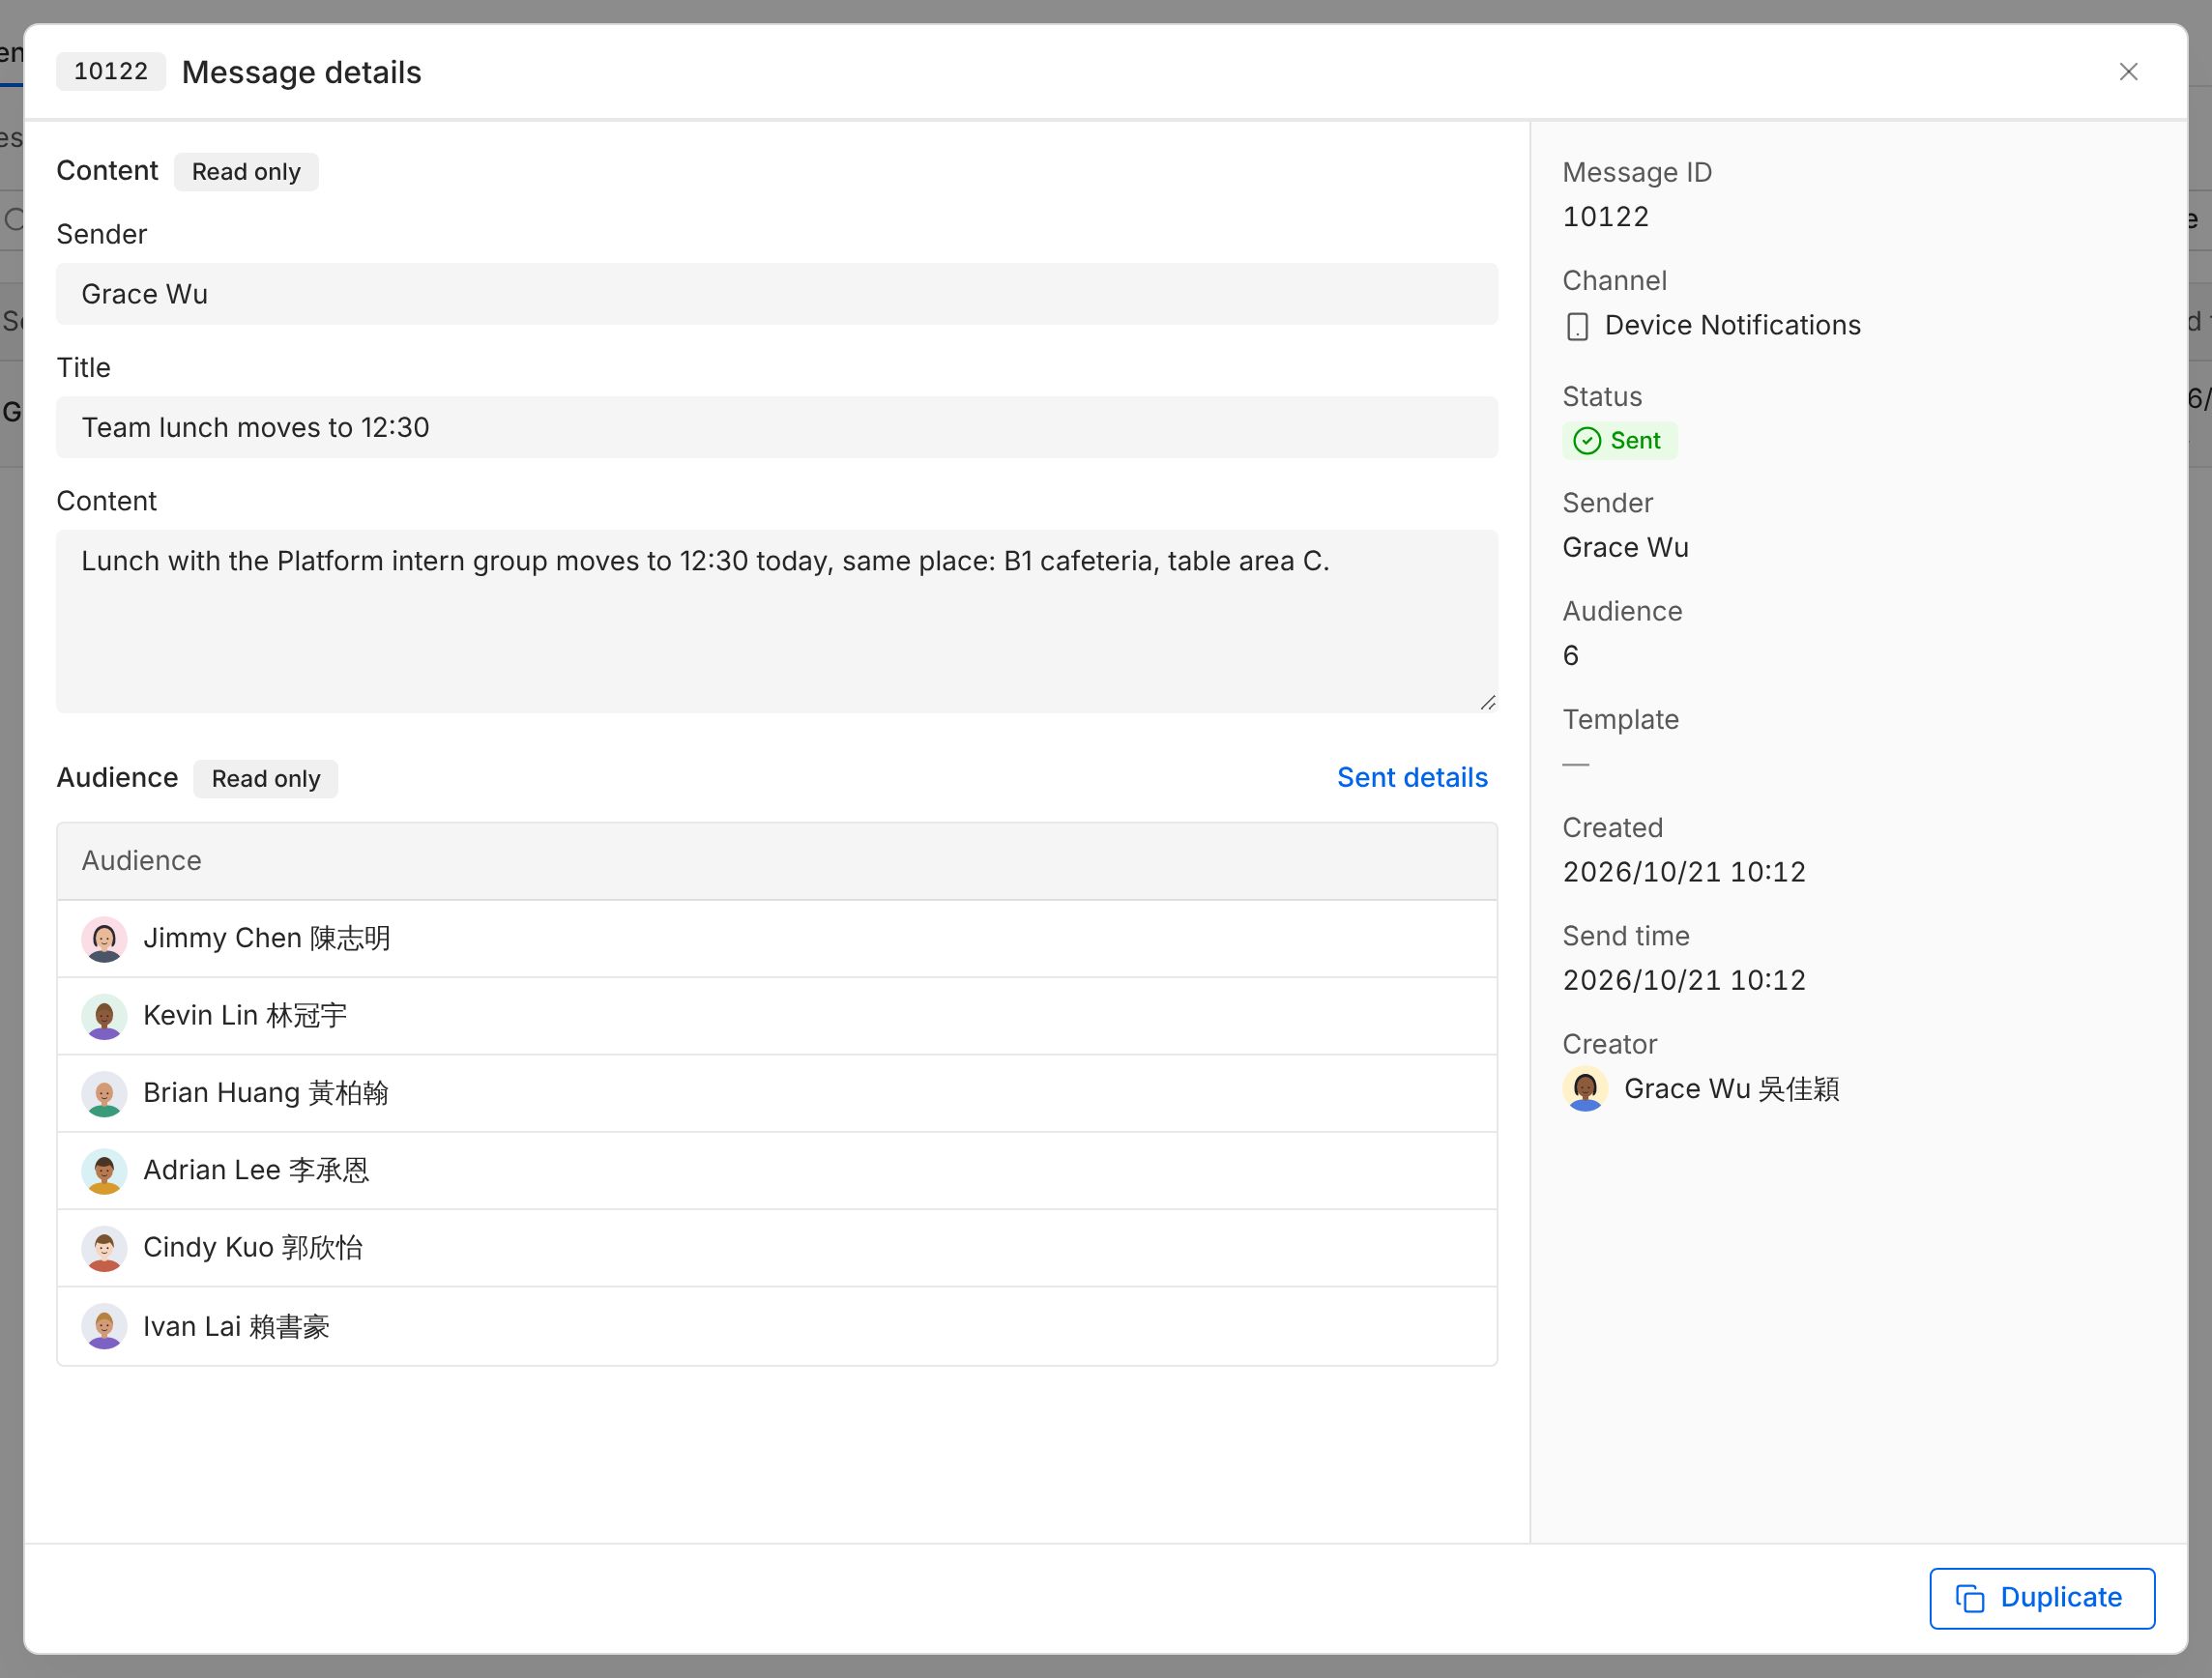 10122 Message details
Content Read only
Sender
Grace Wu
Title
Team lunch moves to 12:30
Content
Lunch with the Platform intern group moves to 12:30 today, same place: B1 cafeteria, table area C.
Audience Read only Sent details
Audience
Jimmy Chen 陳志明
Kevin Lin 林冠宇
Brian Huang 黃柏翰
Adrian Lee 李承恩
Cindy Kuo 郭欣怡
Ivan Lai 賴書豪
Message ID
10122
Channel
Device Notifications
Status
Sent
Sender
Grace Wu
Audience
6
Template
—
Created
2026/10/21 10:12
Send time
2026/10/21 10:12
Creator
Grace Wu 吳佳穎
Duplicate